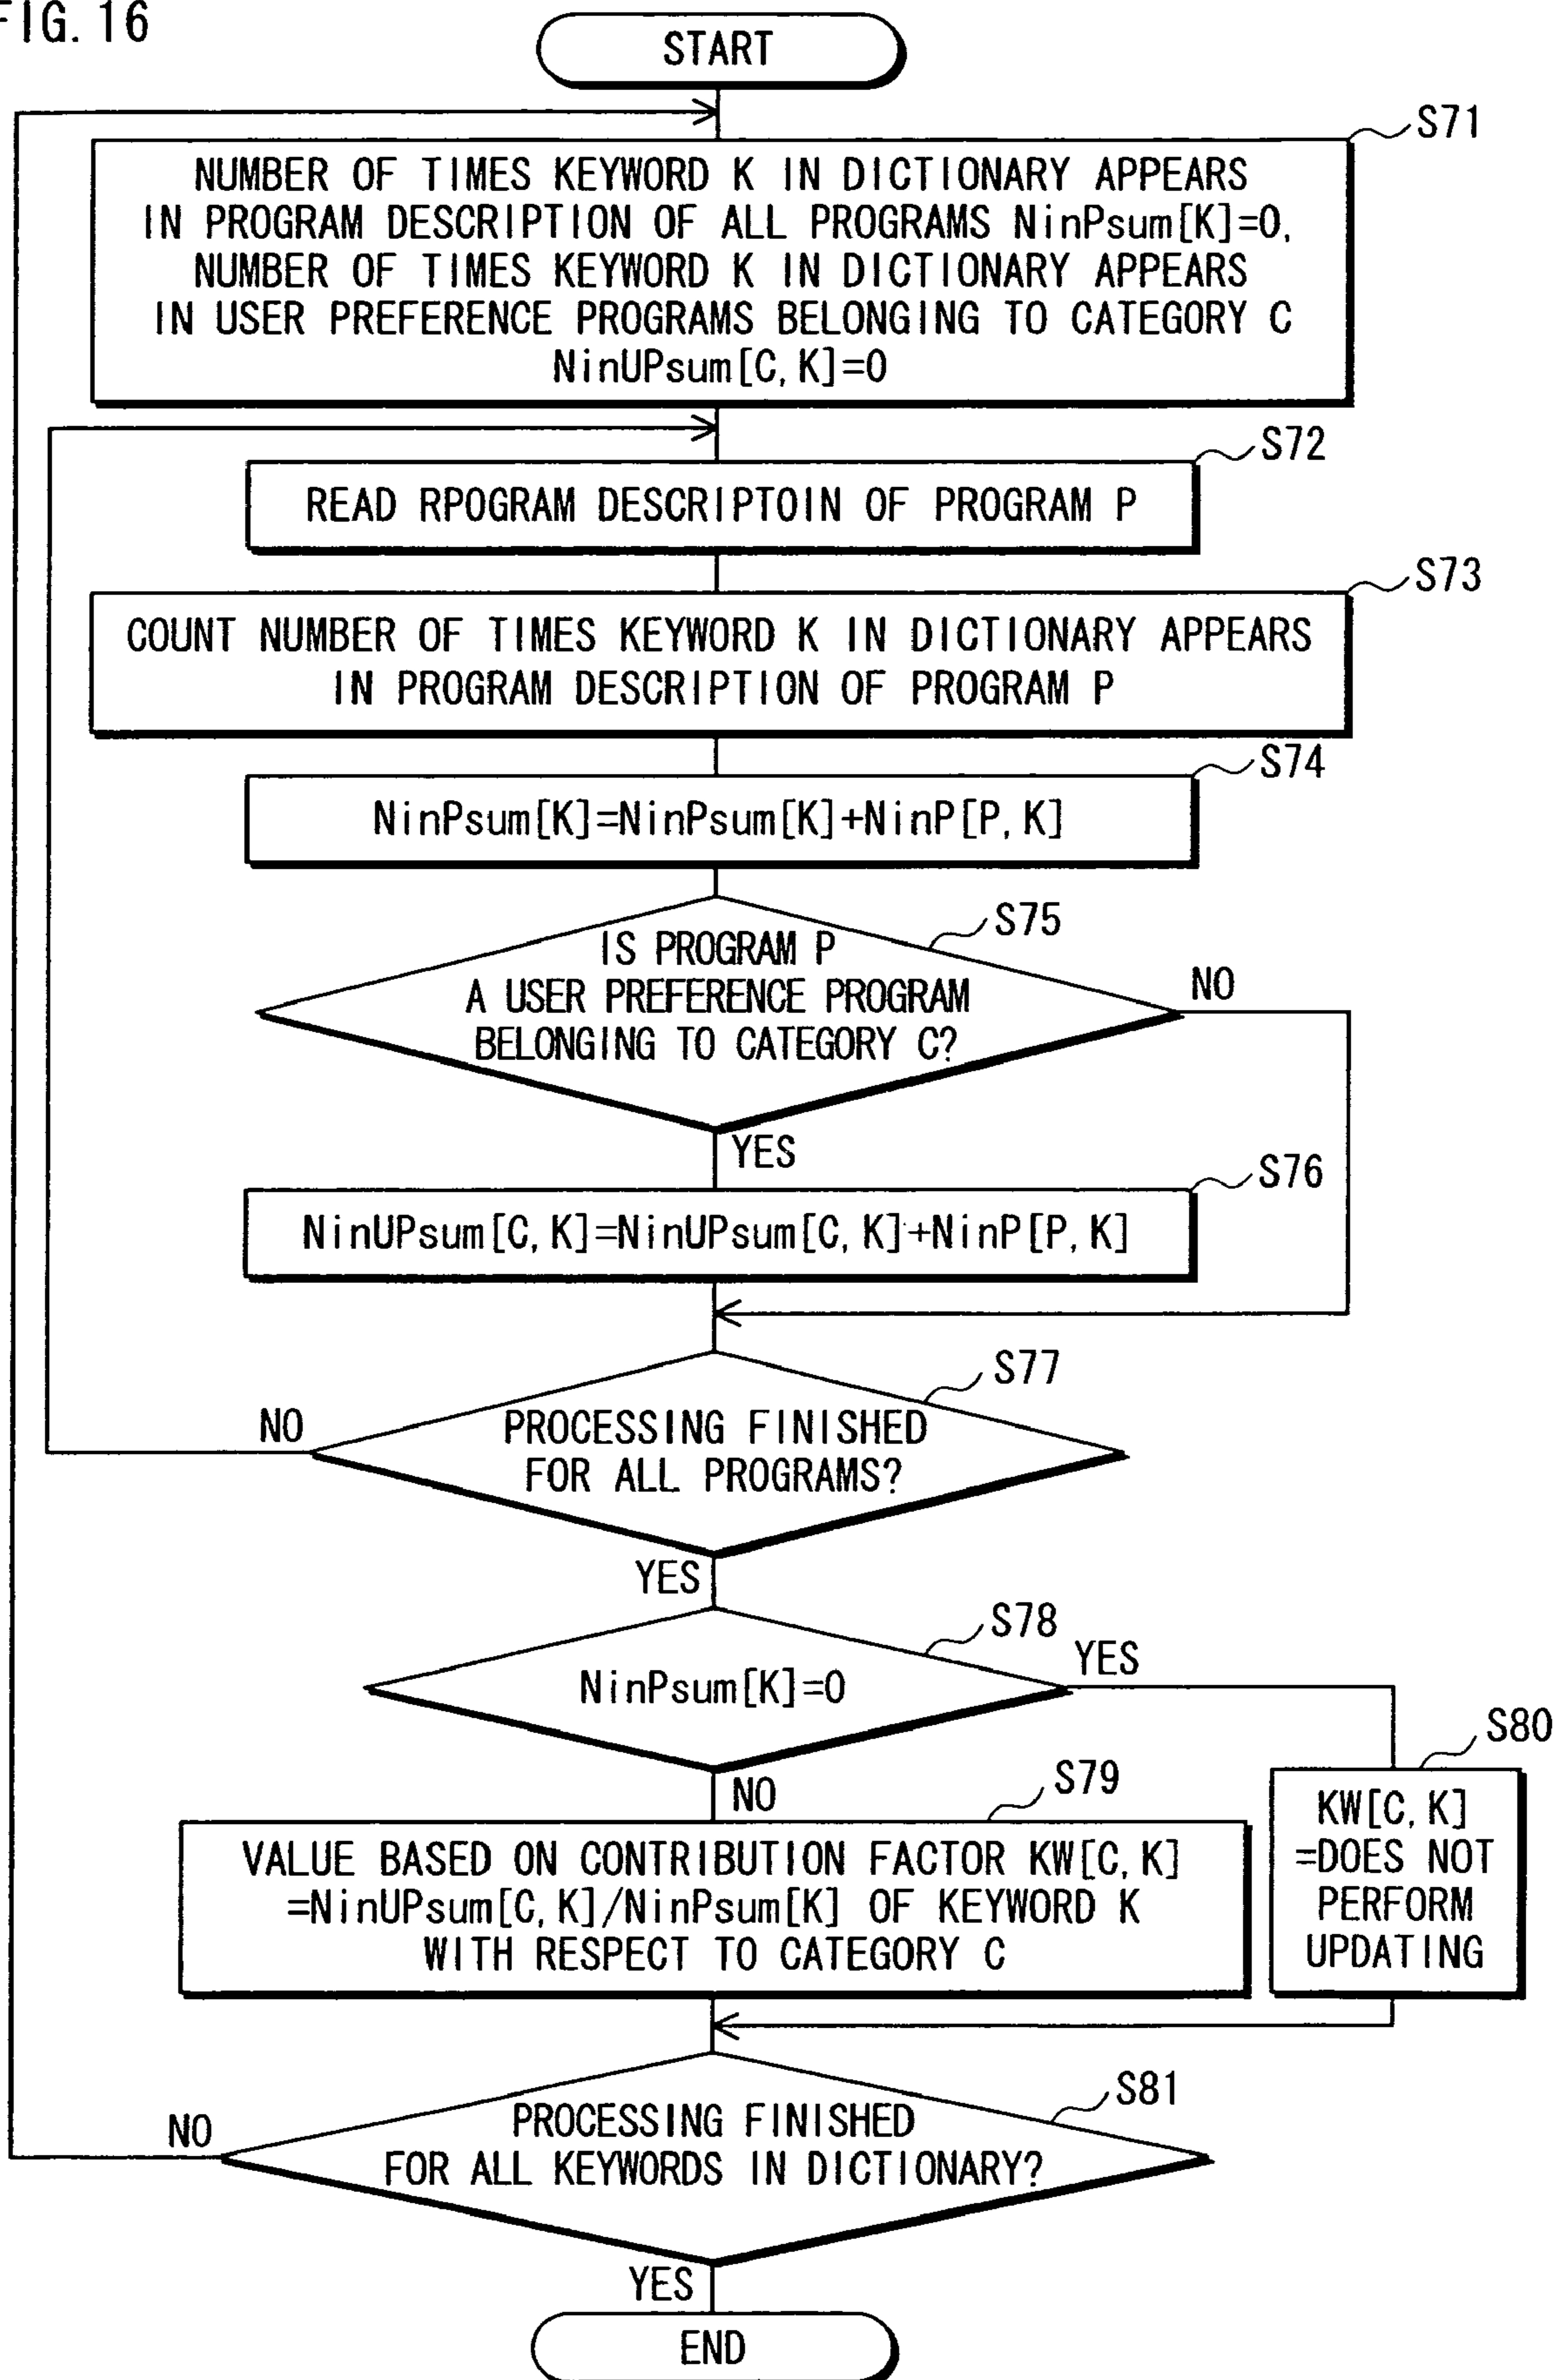 FIG. 16
START
S71
NUMBER OF TIMES KEYWORD K IN DICTIONARY APPEARS
IN PROGRAM DESCRIPTION OF ALL PROGRAMS NinPsum[K]=0,
NUMBER OF TIMES KEYWORD K IN DICTIONARY APPEARS
IN USER PREFERENCE PROGRAMS BELONGING TO CATEGORY C
NinUPsum[C, K]=0
S72
READ RPOGRAM DESCRIPTOIN OF PROGRAM P
S73
COUNT NUMBER OF TIMES KEYWORD K IN DICTIONARY APPEARS
IN PROGRAM DESCRIPTION OF PROGRAM P
S74
NinPsum[K]=NinPsum[K]+NinP[P, K]
S75
IS PROGRAM P
A USER PREFERENCE PROGRAM
BELONGING TO CATEGORY C?
NO
YES
S76
NinUPsum[C, K]=NinUPsum[C, K]+NinP[P, K]
S77
PROCESSING FINISHED
FOR ALL PROGRAMS?
NO
YES
S78
NinPsum[K]=0
YES
NO
S80
KW[C, K]
=DOES NOT
PERFORM
UPDATING
S79
VALUE BASED ON CONTRIBUTION FACTOR KW[C, K]
=NinUPsum[C, K]/NinPsum[K] OF KEYWORD K
WITH RESPECT TO CATEGORY C
S81
PROCESSING FINISHED
FOR ALL KEYWORDS IN DICTIONARY?
NO
YES
END